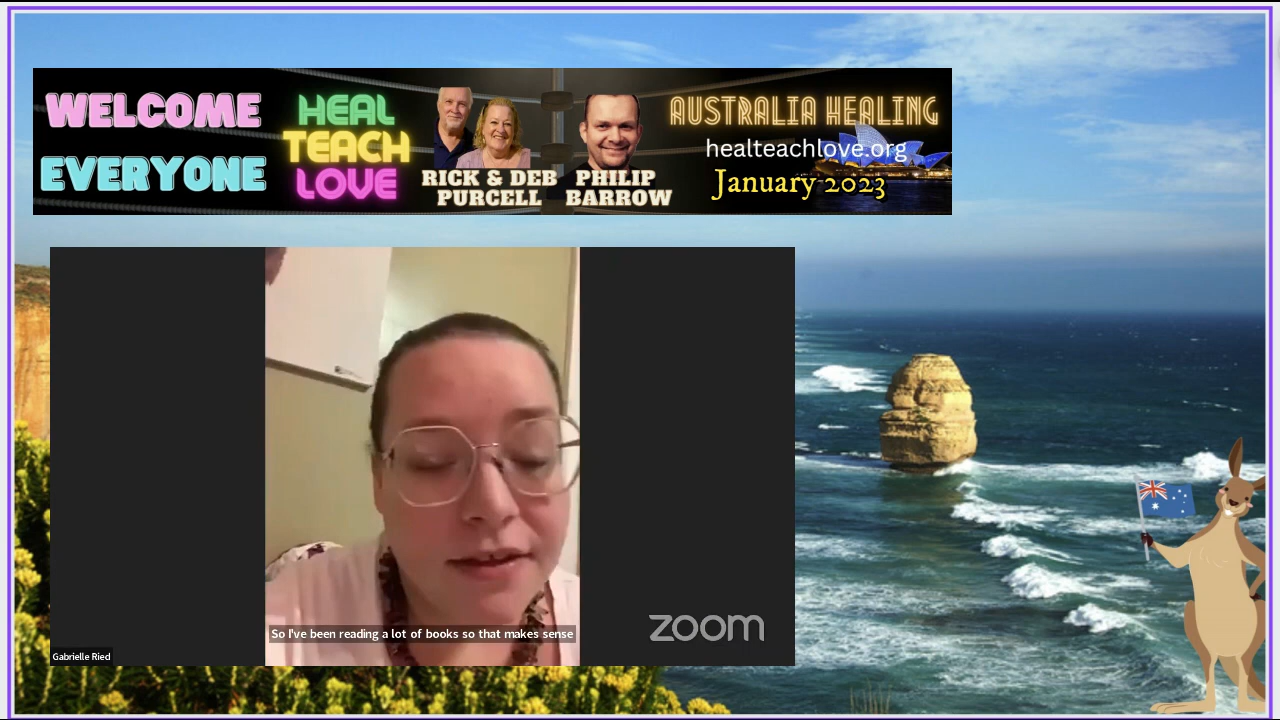 WELCOME
EVERYONE
HEAL
TEACH
LOVE
RICK & DEB
PURCELL
PHILIP
BARROW
AUSTRALIA HEALING
healteachlove.org
January 2023
So I've been reading a lot of books so that makes sense
zoom
Gabrielle Ried